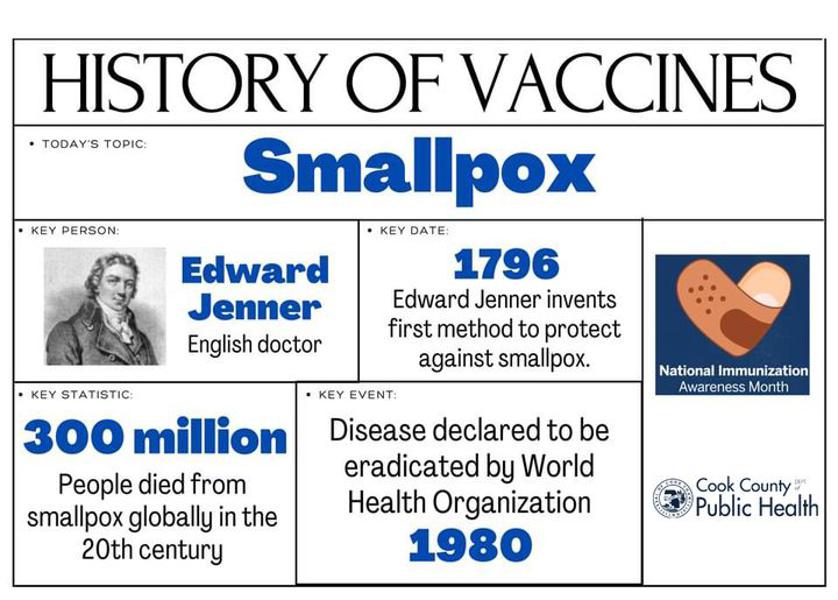 HISTORY OF VACCINES
• TODAY'S TOPIC:
Smallpox
• KEY PERSON:
Edward
Jenner
English doctor
• KEY DATE:
1796
Edward Jenner invents
first method to protect
against smallpox.
National Immunization
Awareness Month
• KEY STATISTIC:
300 million
People died from
smallpox globally in the
20th century
• KEY EVENT:
Disease declared to be
eradicated by World
Health Organization
1980
Cook County DEPT. of
Public Health